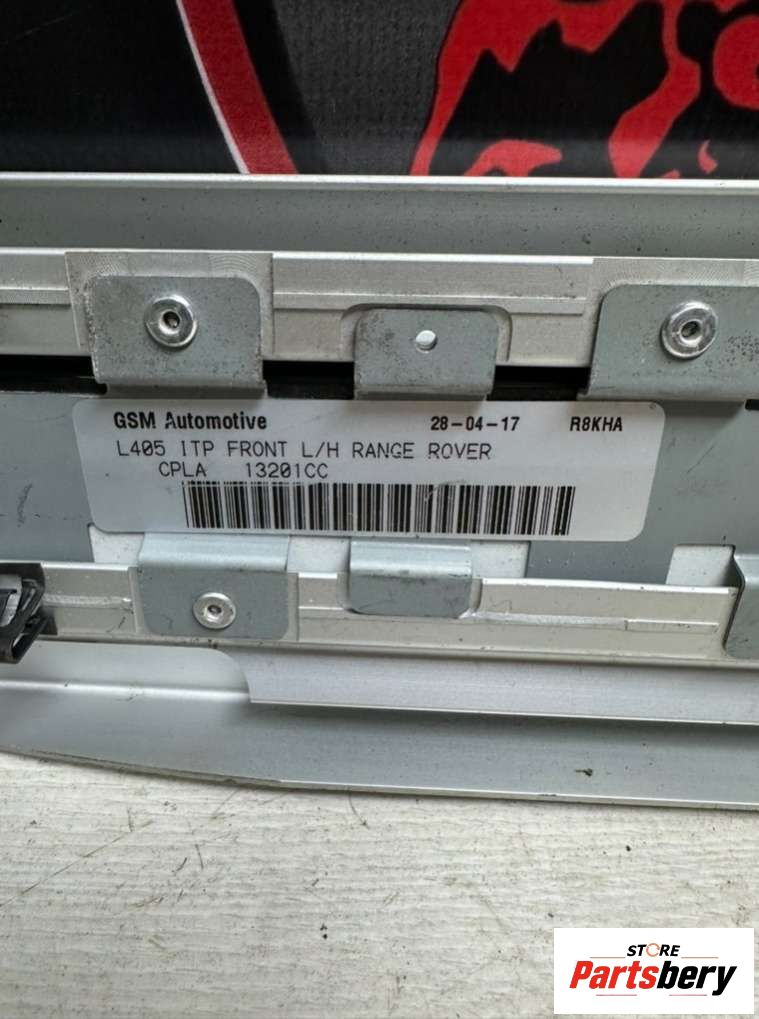 GSM Automotive 28-04-17 R8KHA
L405 ITP FRONT L/H RANGE ROVER
CPLA 13201CC
STORE
Partsbery